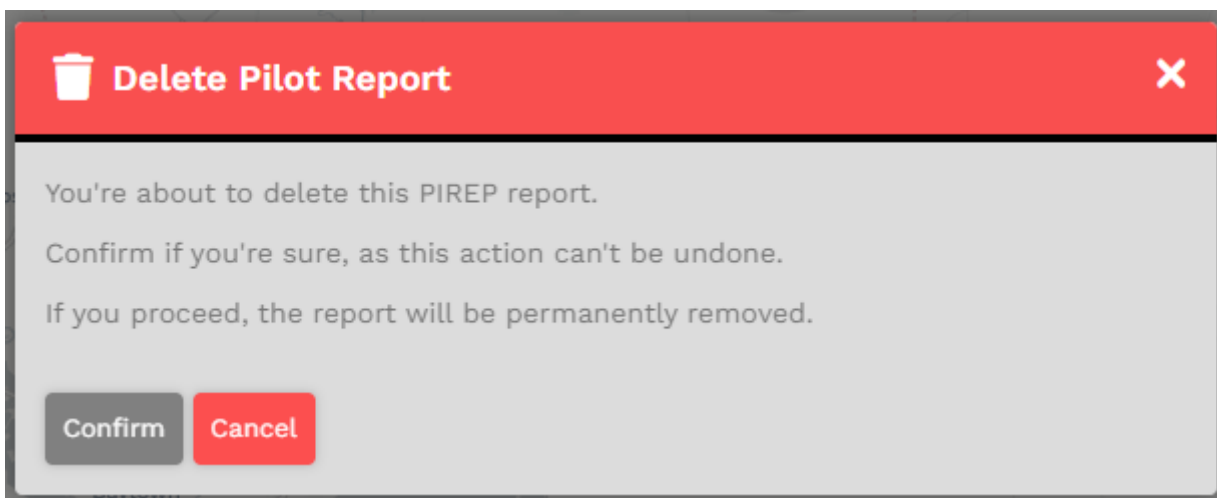 Delete Pilot Report
You're about to delete this PIREP report.
Confirm if you're sure, as this action can't be undone.
If you proceed, the report will be permanently removed.
Confirm
Cancel